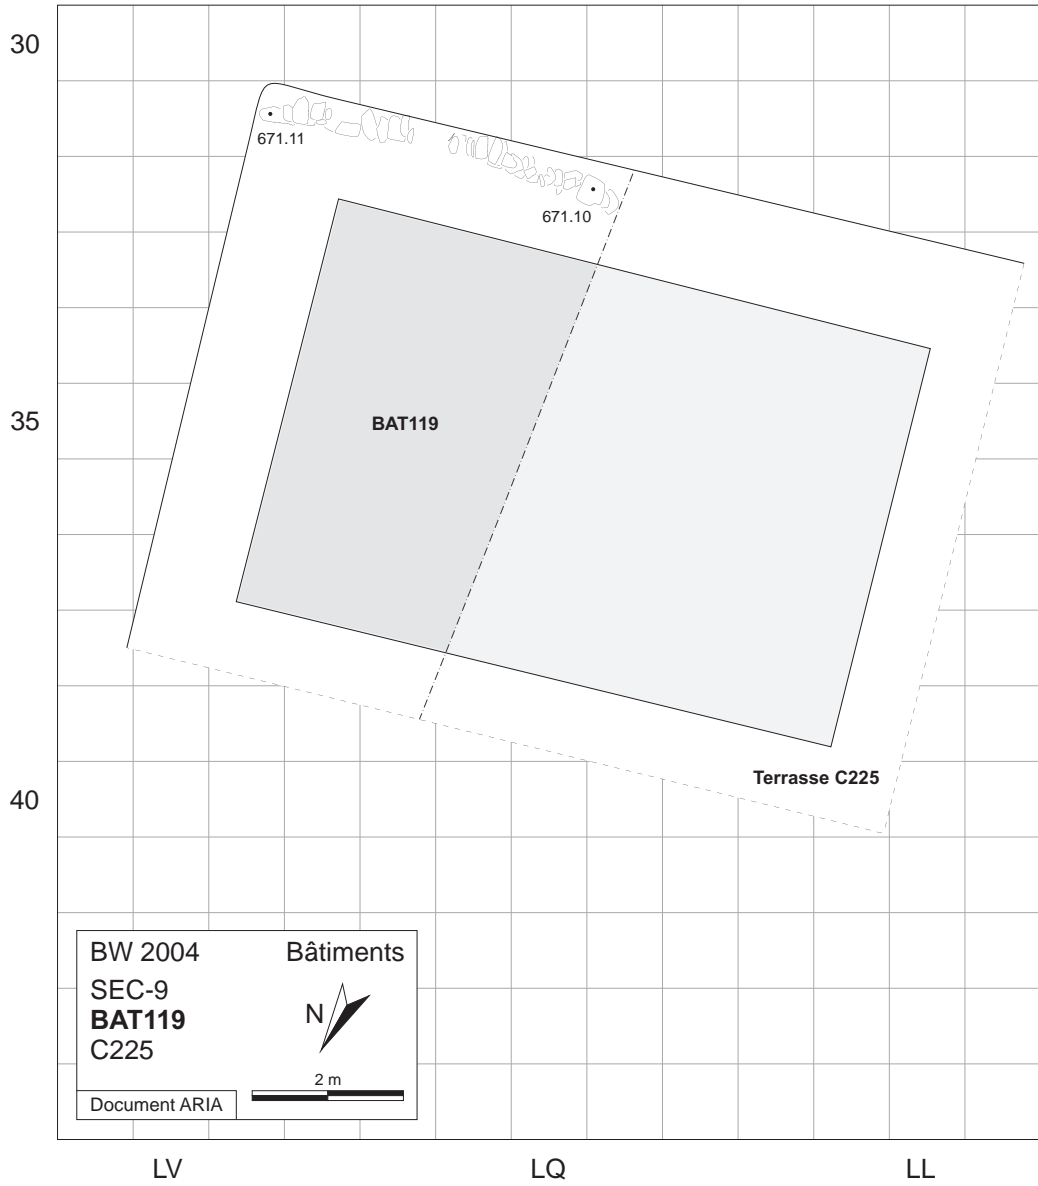 30
671.11
671.10
35
BAT119
Terrasse C225
40
BW 2004 Bâtiments
SEC-9
BAT119
C225
N
2 m
Document ARIA
LV LQ LL